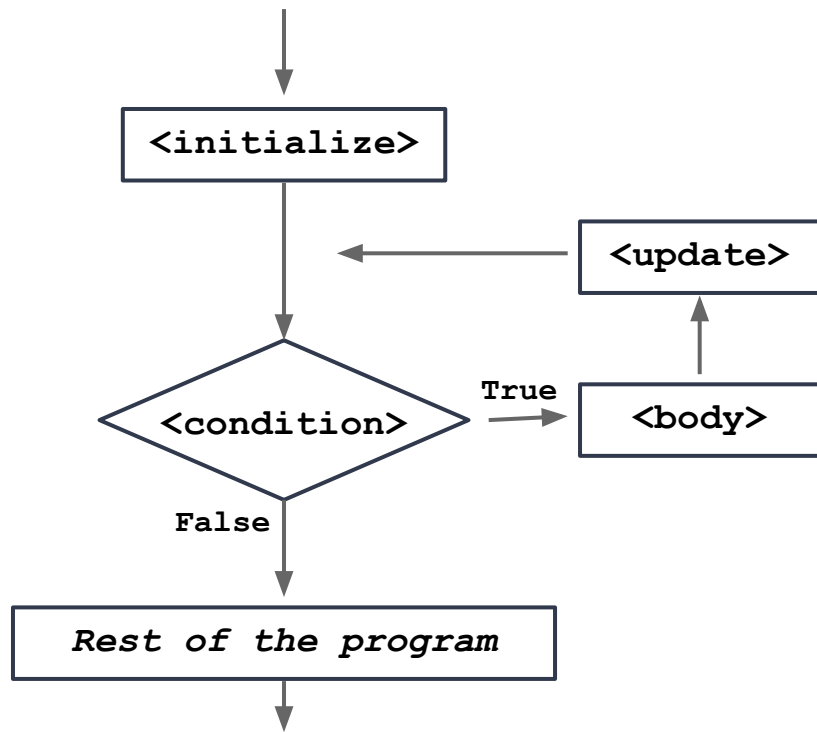 <initialize>
<update>
True
<condition>
<body>
False
Rest of the program